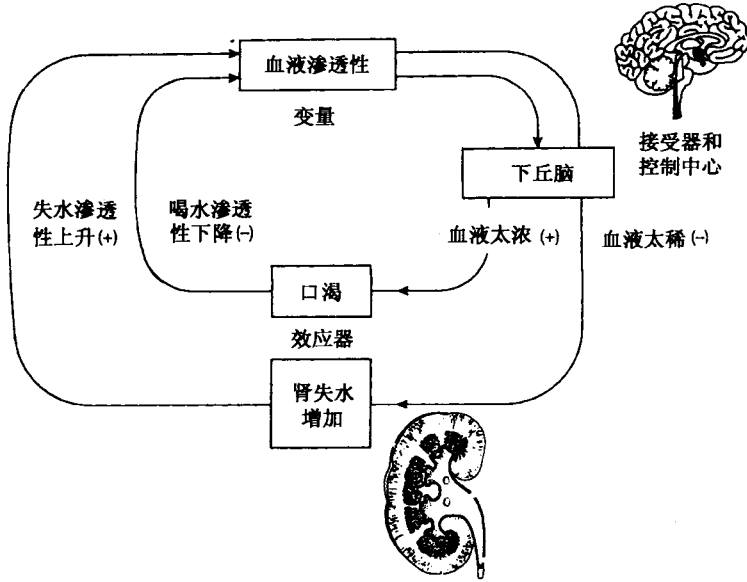 血液渗透性
变量
接受器和
控制中心
下丘脑
失水渗透
性上升(+)
喝水渗透
性下降(-)
血液太浓(+)
血液太稀(-)
口渴
效应器
肾失水
增加